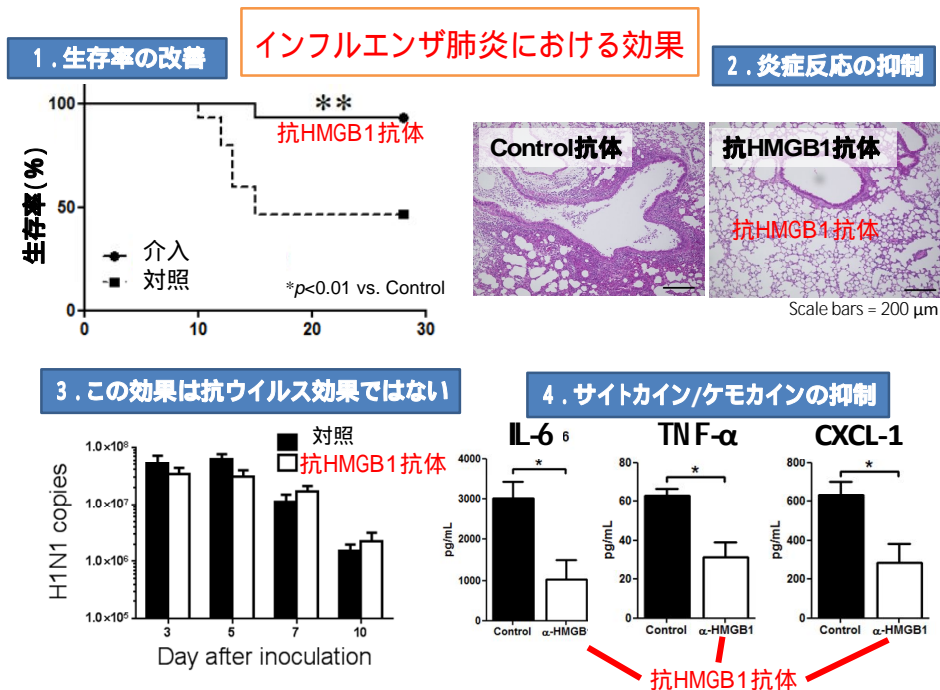 インフルエンザ肺炎における効果
1．生存率の改善
生存率(%)
100
50
0
0
10
20
30
**
抗HMGB1抗体
介入
対照
*p<0.01 vs. Control
2．炎症反応の抑制
Control抗体
抗HMGB1抗体
抗HMGB1抗体
Scale bars = 200 μm
3．この効果は抗ウイルス効果ではない
H1N1 copies
1.0×10⁸
1.0×10⁷
1.0×10⁶
1.0×10⁵
対照
抗HMGB1抗体
3
5
7
10
Day after inoculation
4．サイトカイン/ケモカインの抑制
IL-6 6
pg/mL
4000
3000
2000
1000
0
*
Control
α-HMGB1
TNF-α
pg/mL
80
60
40
20
0
*
Control
α-HMGB1
CXCL-1
pg/mL
800
600
400
200
0
*
Control
α-HMGB1
抗HMGB1抗体